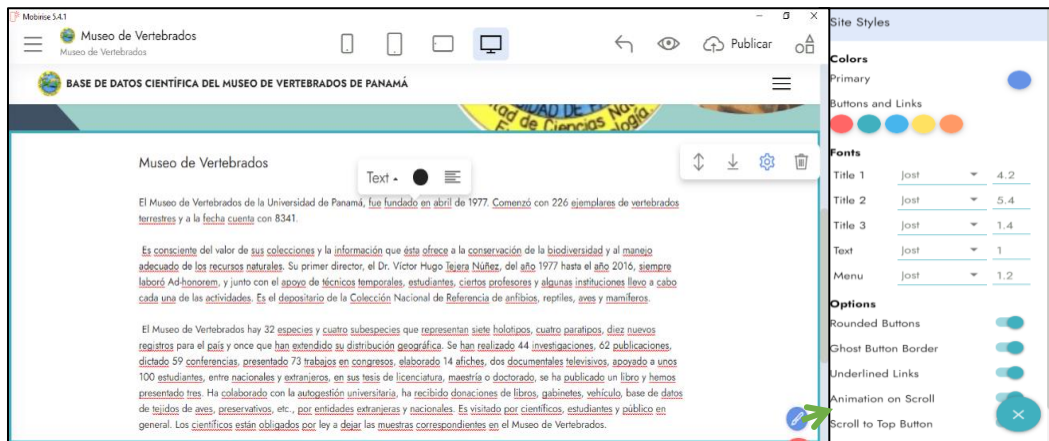 Mobirise 5.4.1
Museo de Vertebrados
Museo de Vertebrados
Publicar
BASE DE DATOS CIENTÍFICA DEL MUSEO DE VERTEBRADOS DE PANAMÁ
dad de Ciencias
Museo de Vertebrados
Text
El Museo de Vertebrados de la Universidad de Panamá, fue fundado en abril de 1977. Comenzó con 226 ejemplares de vertebrados
terrestres y a la fecha cuenta con 8341.
Es consciente del valor de sus colecciones y la información que ésta ofrece a la conservación de la biodiversidad y al manejo
adecuado de los recursos naturales. Su primer director, el Dr. Víctor Hugo Tejera Núñez, del año 1977 hasta el año 2016, siempre
laboró Ad-honorem, y junto con el apoyo de técnicos temporales, estudiantes, ciertos profesores y algunas instituciones llevo a cabo
cada una de las actividades. Es el depositario de la Colección Nacional de Referencia de anfibios, reptiles, aves y mamíferos.
El Museo de Vertebrados hay 32 especies y cuatro subespecies que representan siete holotipos, cuatro paratipos, diez nuevos
registros para el país y once que han extendido su distribución geográfica. Se han realizado 44 investigaciones, 62 publicaciones,
dictado 59 conferencias, presentado 73 trabajos en congresos, elaborado 14 afiches, dos documentales televisivos, apoyado a unos
100 estudiantes, entre nacionales y extranjeros, en sus tesis de licenciatura, maestría o doctorado, se ha publicado un libro y hemos
presentado tres. Ha colaborado con la autogestión universitaria, ha recibido donaciones de libros, gabinetes, vehículo, base de datos
de tejidos de aves, preservativos, etc., por entidades extranjeras y nacionales. Es visitado por científicos, estudiantes y público en
general. Los científicos están obligados por ley a dejar las muestras correspondientes en el Museo de Vertebrados.
Site Styles
Colors
Primary
Buttons and Links
Fonts
Title 1 Jost 4.2
Title 2 Jost 5.4
Title 3 Jost 1.4
Text Jost 1
Menu Jost 1.2
Options
Rounded Buttons
Ghost Button Border
Underlined Links
Animation on Scroll
Scroll to Top Button